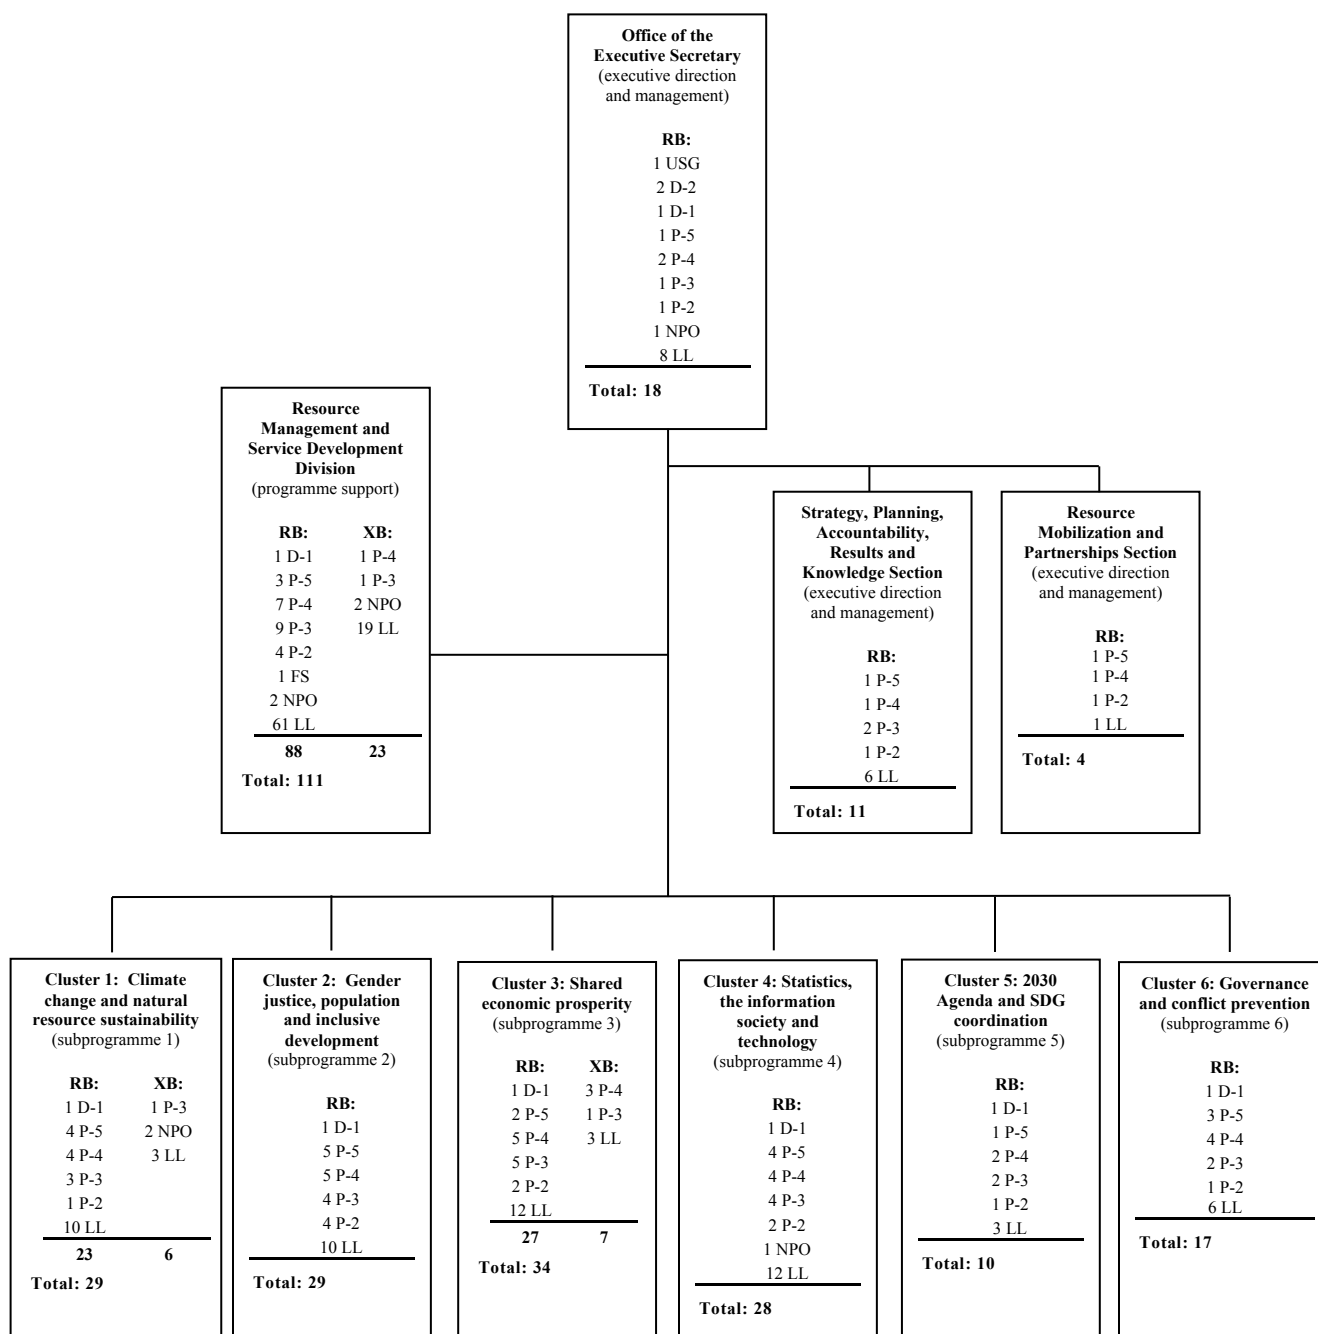 Office of the
Executive Secretary
(executive direction
and management)
RB:
1 USG
2 D-2
1 D-1
1 P-5
2 P-4
1 P-3
1 P-2
1 NPO
8 LL
Total: 18
Resource
Management and
Service Development
Division
(programme support)
RB: XB:
1 D-1 1 P-4
3 P-5 1 P-3
7 P-4 2 NPO
9 P-3 19 LL
4 P-2
1 FS
2 NPO
61 LL
88 23
Total: 111
Strategy, Planning,
Accountability,
Results and
Knowledge Section
(executive direction
and management)
RB:
1 P-5
1 P-4
2 P-3
1 P-2
6 LL
Total: 11
Resource
Mobilization and
Partnerships Section
(executive direction
and management)
RB:
1 P-5
1 P-4
1 P-2
1 LL
Total: 4
Cluster 1: Climate
change and natural
resource sustainability
(subprogramme 1)
RB: XB:
1 D-1 1 P-3
4 P-5 2 NPO
4 P-4 3 LL
3 P-3
1 P-2
10 LL
23 6
Total: 29
Cluster 2: Gender
justice, population
and inclusive
development
(subprogramme 2)
RB:
1 D-1
5 P-5
5 P-4
4 P-3
4 P-2
10 LL
Total: 29
Cluster 3: Shared
economic prosperity
(subprogramme 3)
RB: XB:
1 D-1 3 P-4
2 P-5 1 P-3
5 P-4 3 LL
5 P-3
2 P-2
12 LL
27 7
Total: 34
Cluster 4: Statistics,
the information
society and
technology
(subprogramme 4)
RB:
1 D-1
4 P-5
4 P-4
4 P-3
2 P-2
1 NPO
12 LL
Total: 28
Cluster 5: 2030
Agenda and SDG
coordination
(subprogramme 5)
RB:
1 D-1
1 P-5
2 P-4
2 P-3
1 P-2
3 LL
Total: 10
Cluster 6: Governance
and conflict prevention
(subprogramme 6)
RB:
1 D-1
3 P-5
4 P-4
2 P-3
1 P-2
6 LL
Total: 17